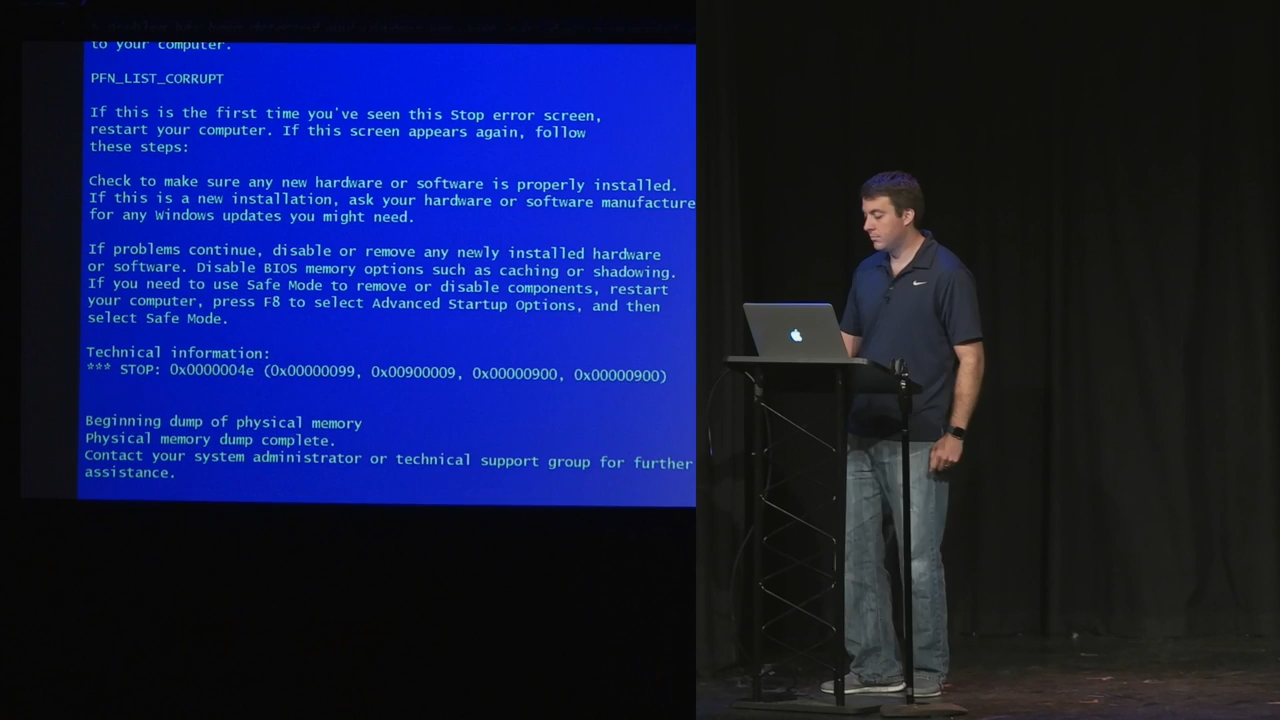 to your computer.
PFN_LIST_CORRUPT
If this is the first time you've seen this Stop error screen,
restart your computer. If this screen appears again, follow
these steps:
Check to make sure any new hardware or software is properly installed.
If this is a new installation, ask your hardware or software manufacture
for any Windows updates you might need.
If problems continue, disable or remove any newly installed hardware
or software. Disable BIOS memory options such as caching or shadowing.
If you need to use Safe Mode to remove or disable components, restart
your computer, press F8 to select Advanced Startup Options, and then
select Safe Mode.
Technical information:
*** STOP: 0x0000004e (0x00000099, 0x00900009, 0x00000900, 0x00000900)
Beginning dump of physical memory
Physical memory dump complete.
Contact your system administrator or technical support group for further
assistance.